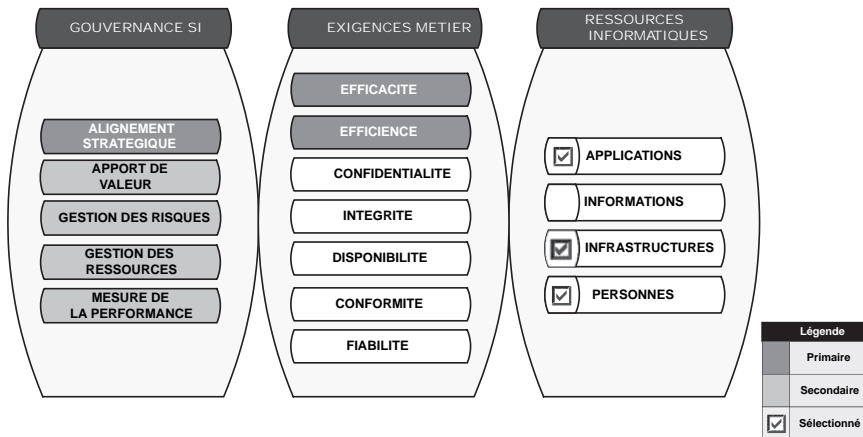 GOUVERNANCE SI
ALIGNEMENT
STRATEGIQUE
APPORT DE
VALEUR
GESTION DES RISQUES
GESTION DES
RESSOURCES
MESURE DE
LA PERFORMANCE
EXIGENCES METIER
EFFICACITE
EFFICIENCE
CONFIDENTIALITE
INTEGRITE
DISPONIBILITE
CONFORMITE
FIABILITE
RESSOURCES
INFORMATIQUES
APPLICATIONS
INFORMATIONS
INFRASTRUCTURES
PERSONNES
Légende
Primaire
Secondaire
Sélectionné